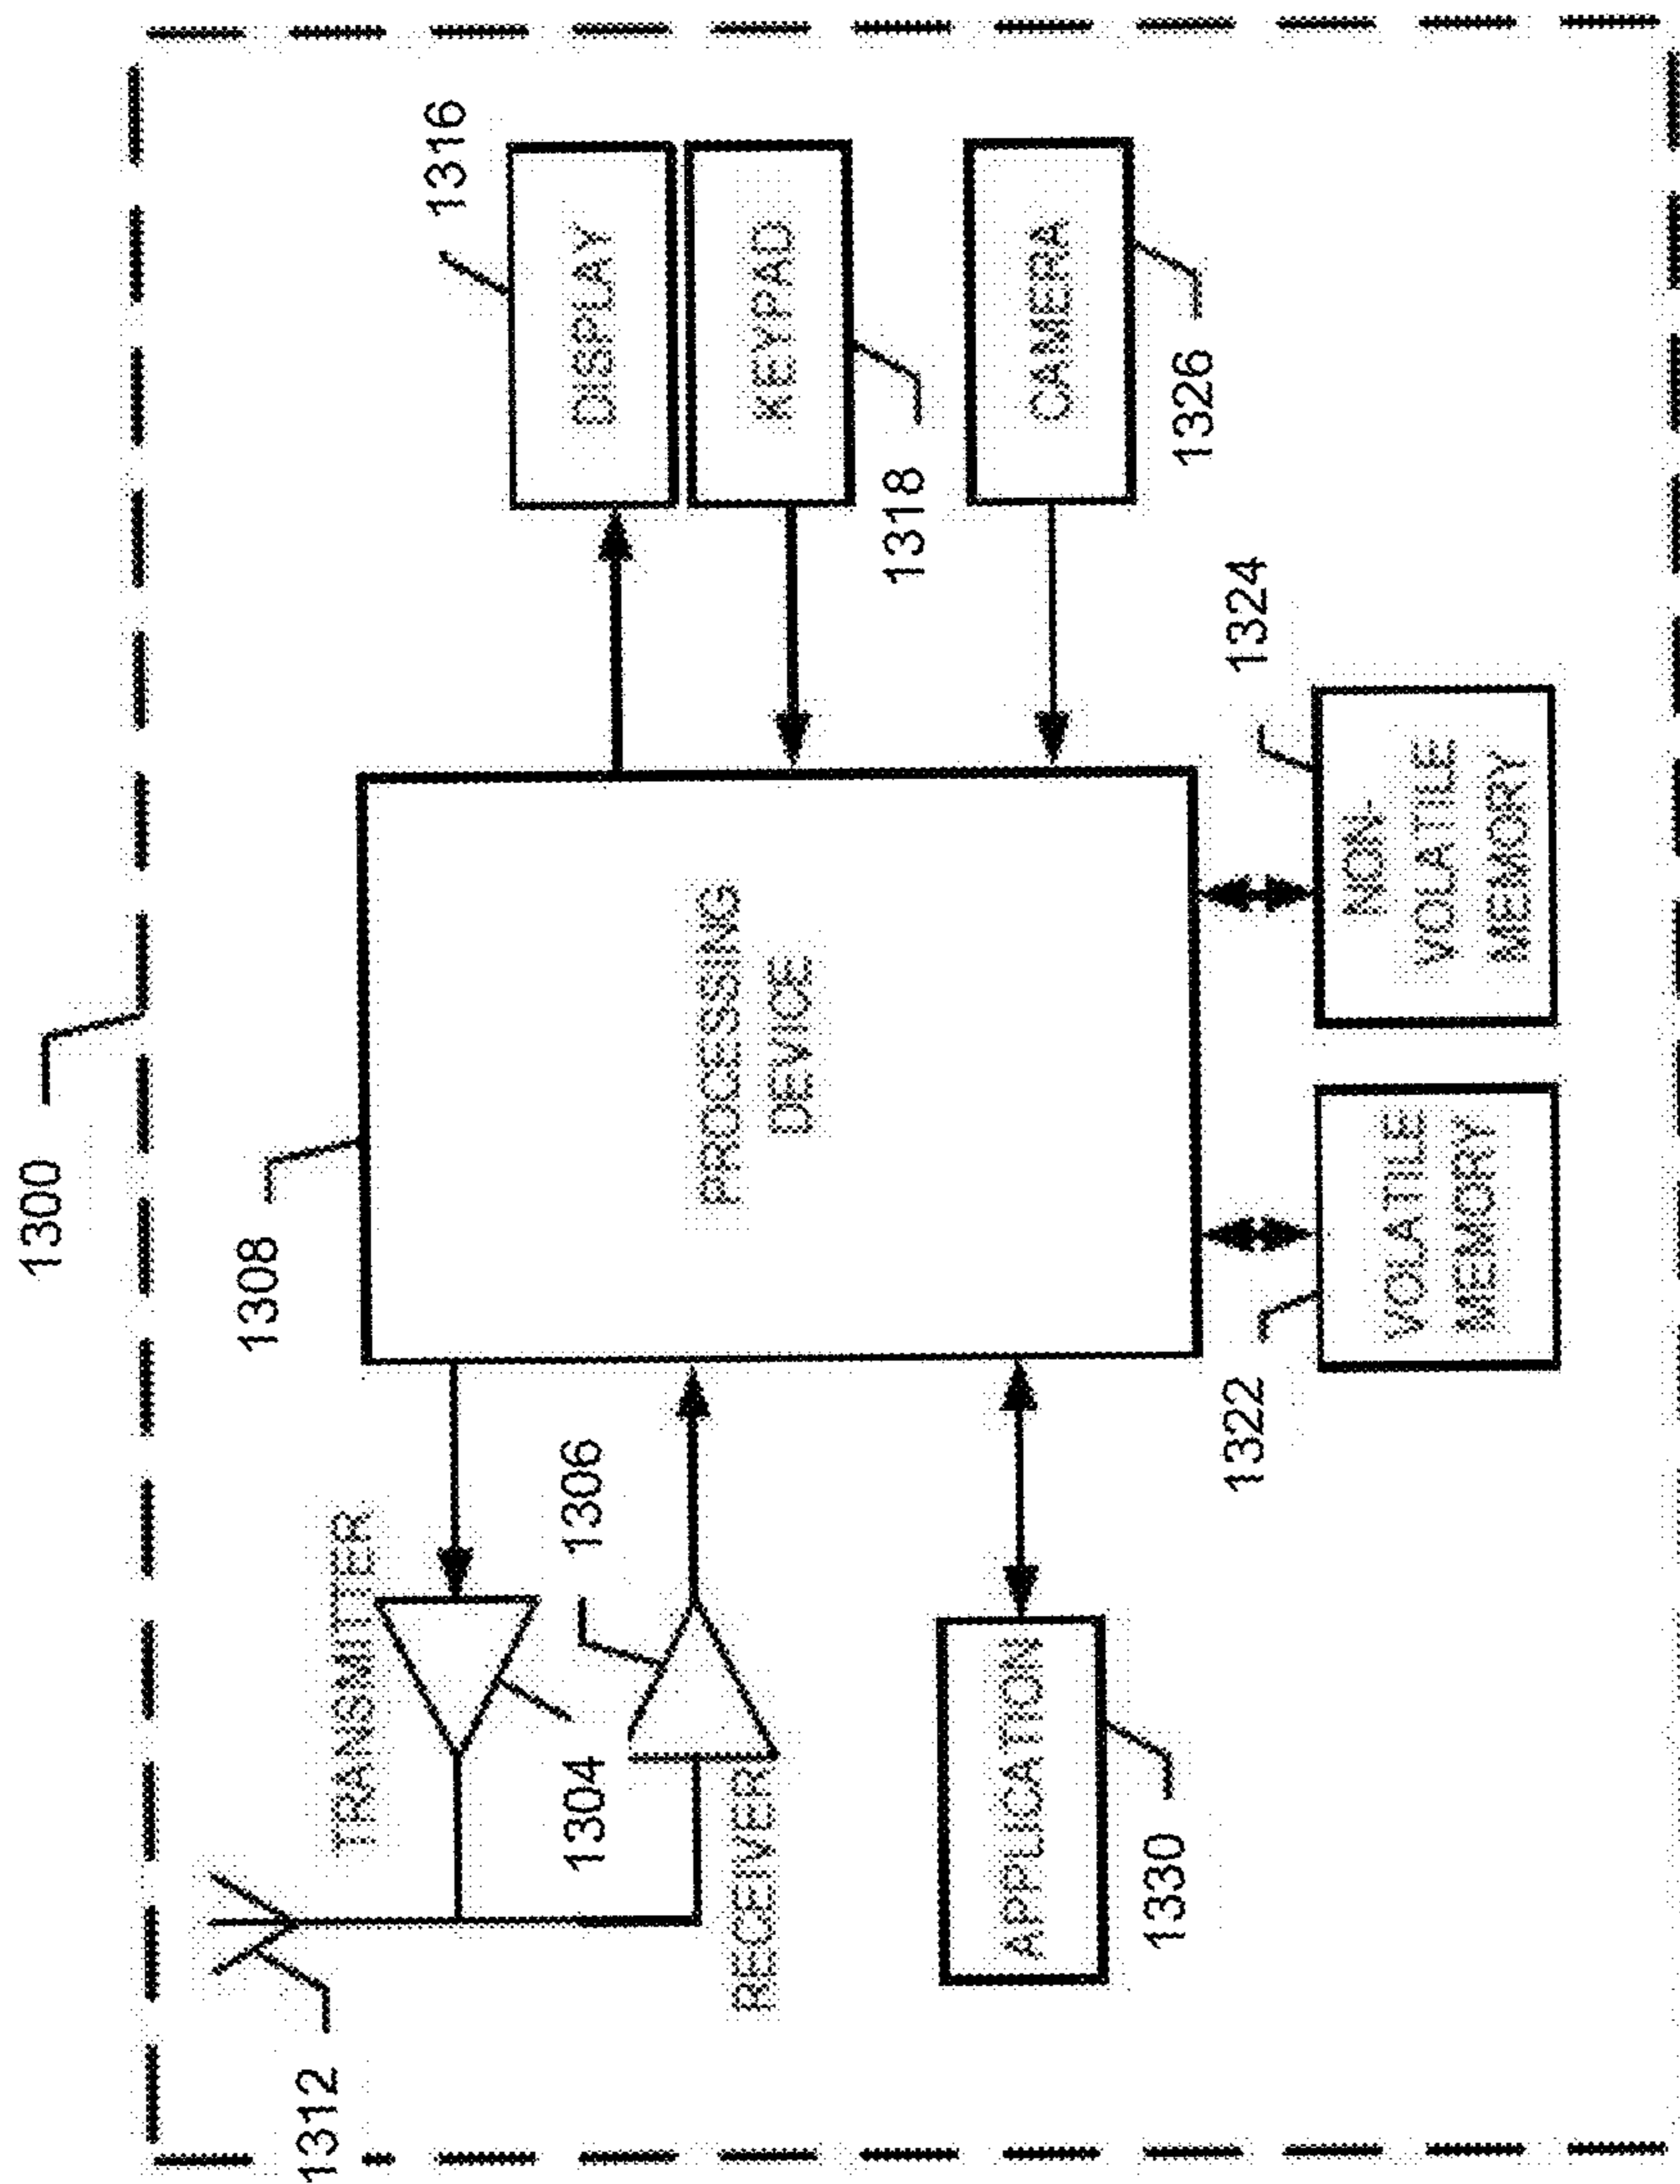 1300
1308
1312
TRANSMITTER
1304
1306
RECEIVER
PROCESSING
DEVICE
1316
DISPLAY
KEYPAD
1318
CAMERA
1326
APPLICATION
1330
1322
VOLATILE
MEMORY
1324
NON-
VOLATILE
MEMORY